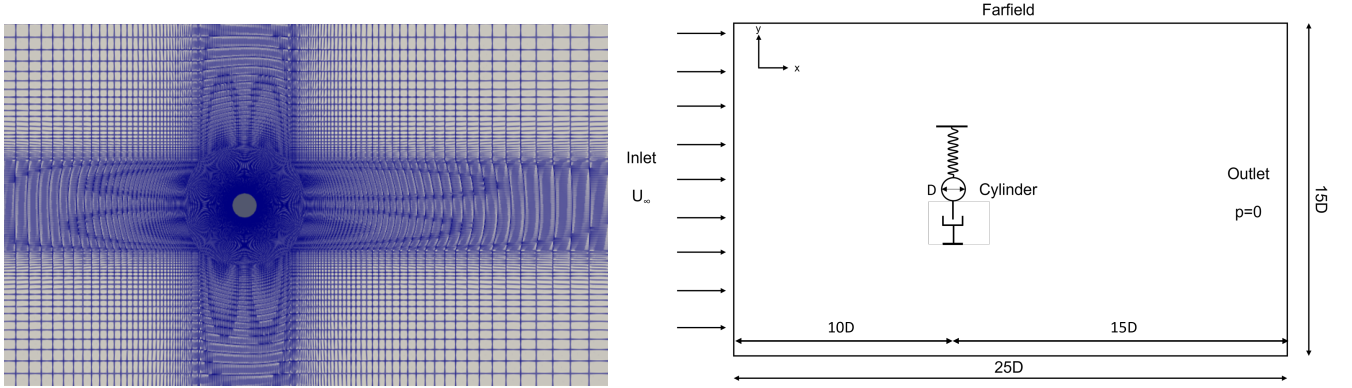 Farfield
y
x
Inlet
U∞
D
Cylinder
Outlet
p=0
15D
10D
15D
25D